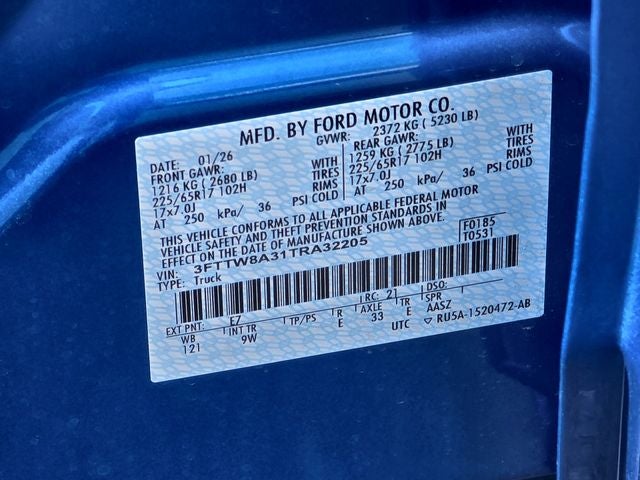 MFD. BY FORD MOTOR CO.
DATE: 01/26 GVWR: 2372 KG ( 5230 LB)
FRONT GAWR: WITH REAR GAWR: WITH
1216 KG ( 2680 LB) TIRES 1259 KG ( 2775 LB) TIRES
225/65R17 102H RIMS 225/65R17 102H RIMS
17x7.0J PSI COLD 17x7.0J PSI COLD
AT 250 kPa/ 36 AT 250 kPa/ 36
THIS VEHICLE CONFORMS TO ALL APPLICABLE FEDERAL MOTOR
VEHICLE SAFETY AND THEFT PREVENTION STANDARDS IN
EFFECT ON THE DATE OF MANUFACTURE SHOWN ABOVE.
VIN: 3FTTW8A31TRA32205 F0185
TYPE: Truck T0531
EXT PNT: E7 RC: 21 DSO:
WB INT TR TP/PS R AXLE TR SPR
121 9W E 33 E AASZ
UTC RU5A-1520472-AB